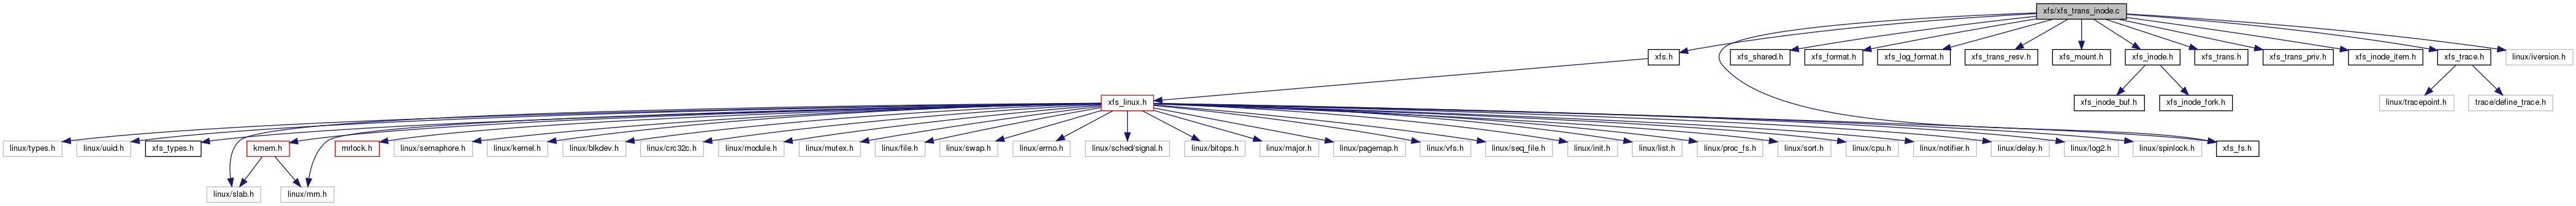 xfs/xfs_trans_inode.c
xfs.h
xfs_shared.h
xfs_format.h
xfs_log_format.h
xfs_trans_resv.h
xfs_mount.h
xfs_inode.h
xfs_trans.h
xfs_trans_priv.h
xfs_inode_item.h
xfs_trace.h
linux/iversion.h
xfs_linux.h
xfs_inode_buf.h
xfs_inode_fork.h
linux/tracepoint.h
trace/define_trace.h
linux/types.h
linux/uuid.h
xfs_types.h
kmem.h
mrlock.h
linux/semaphore.h
linux/kernel.h
linux/blkdev.h
linux/crc32c.h
linux/module.h
linux/mutex.h
linux/file.h
linux/swap.h
linux/errno.h
linux/sched/signal.h
linux/bitops.h
linux/major.h
linux/pagemap.h
linux/vfs.h
linux/seq_file.h
linux/init.h
linux/list.h
linux/proc_fs.h
linux/sort.h
linux/cpu.h
linux/notifier.h
linux/delay.h
linux/log2.h
linux/spinlock.h
xfs_fs.h
linux/slab.h
linux/mm.h